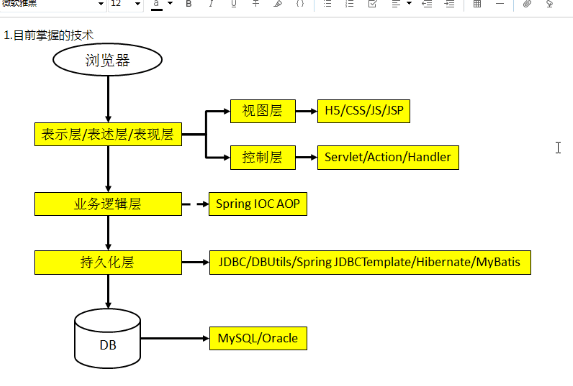 微软雅黑 12 a B I U T {}
1.目前掌握的技术
浏览器
视图层 H5/CSS/JS/JSP
表示层/表述层/表现层
控制层 Servlet/Action/Handler
业务逻辑层 Spring IOC AOP
持久化层 JDBC/DBUtils/Spring JDBCTemplate/Hibernate/MyBatis
DB MySQL/Oracle